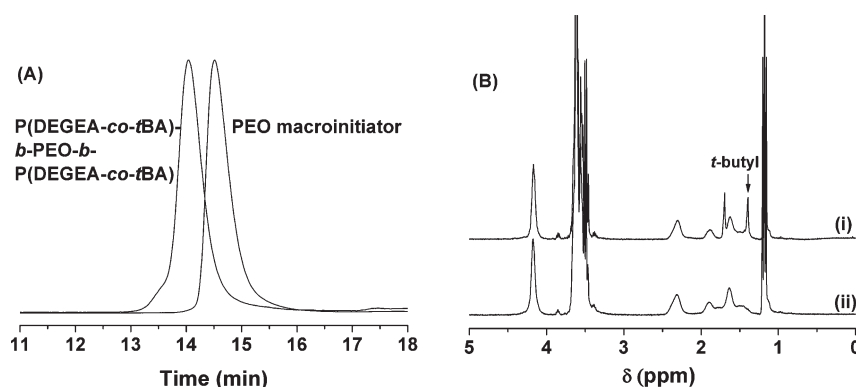 (A)
P(DEGEA-co-tBA)-
b-PEO-b-
P(DEGEA-co-tBA)
PEO macroinitiator
11 12 13 14 15 16 17 18
Time (min)
(B)
t-butyl
(i)
(ii)
5 4 3 2 1 0
δ (ppm)